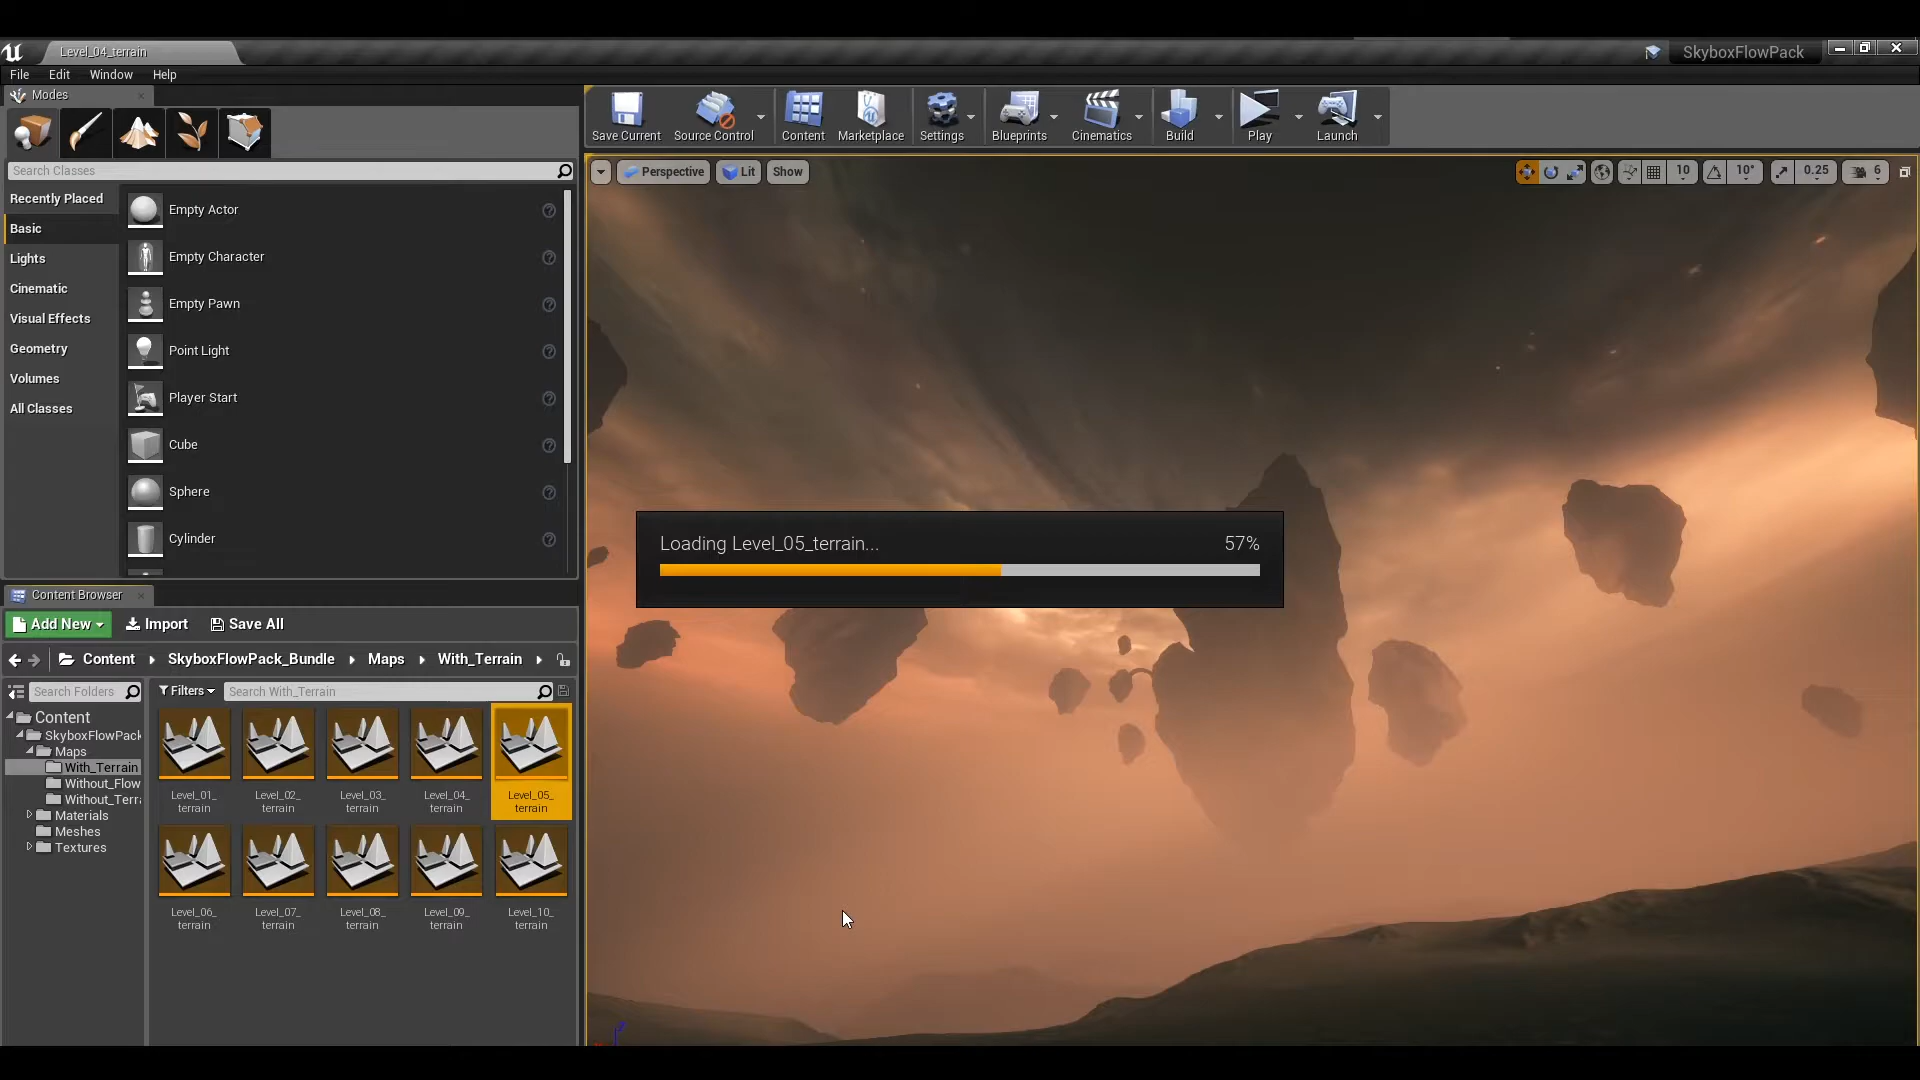 Level_04_terrain
SkyboxFlowPack
File Edit Window Help
Modes
Save Current
Source Control
Content
Marketplace
Settings
Blueprints
Cinematics
Build
Play
Launch
Search Classes
Perspective
Lit
Show
10
10°
0.25
6
Recently Placed
Basic
Lights
Cinematic
Visual Effects
Geometry
Volumes
All Classes
Empty Actor
Empty Character
Empty Pawn
Point Light
Player Start
Cube
Sphere
Cylinder
Loading Level_05_terrain...
57%
Content Browser
Add New
Import
Save All
Content SkyboxFlowPack_Bundle Maps With_Terrain
Search Folders
Filters
Search With_Terrain
Content
SkyboxFlowPack
Maps
With_Terrain
Without_Flow
Without_Terr
Materials
Meshes
Textures
Level_01_
terrain
Level_02_
terrain
Level_03_
terrain
Level_04_
terrain
Level_05_
terrain
Level_06_
terrain
Level_07_
terrain
Level_08_
terrain
Level_09_
terrain
Level_10_
terrain